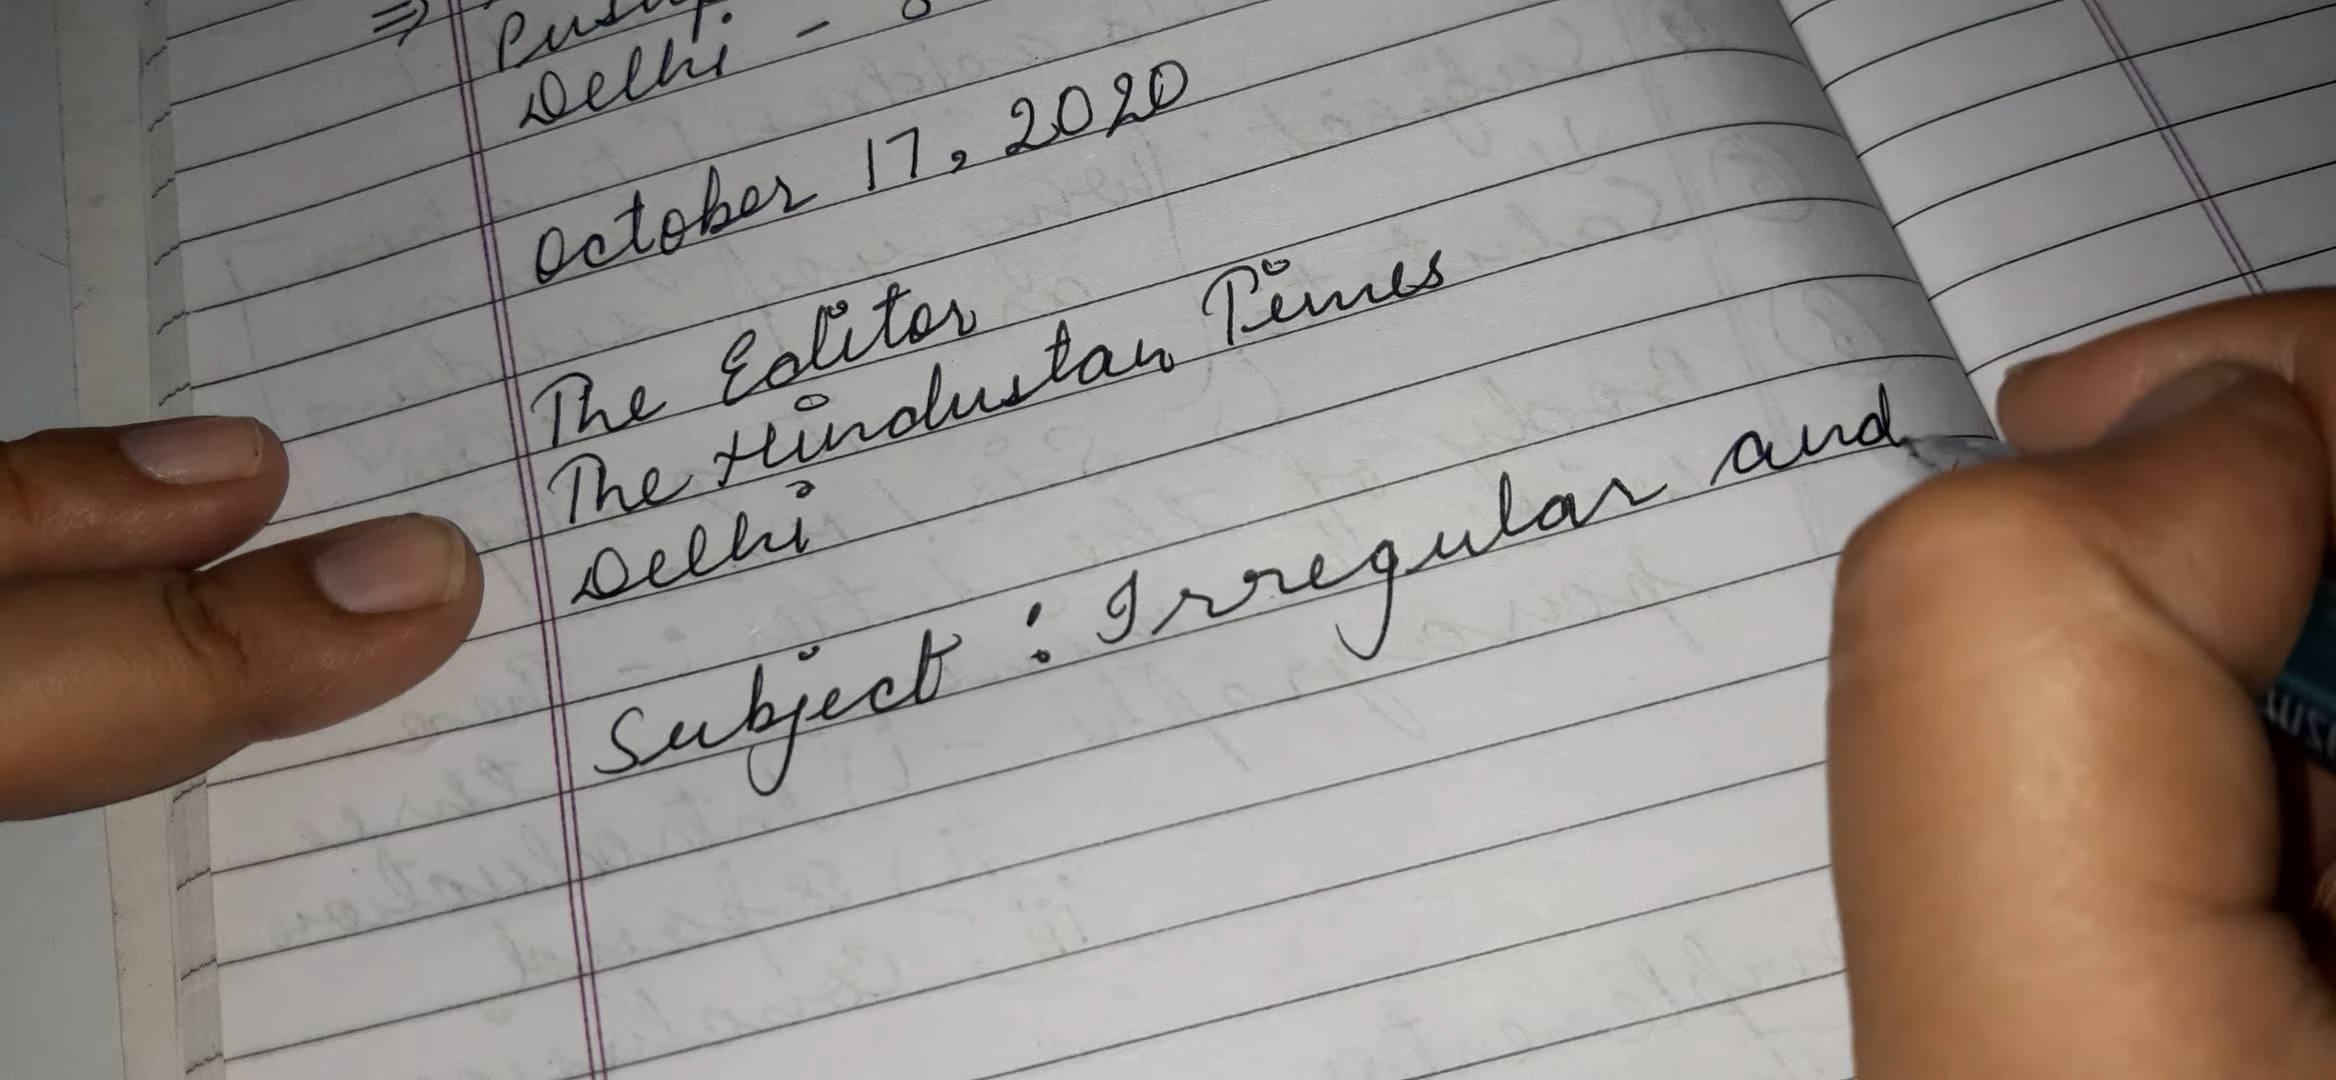 ⇒
Delhi -
October 17, 2020
The Editor
The Hindustan Times
Delhi
Subject : Irregular and